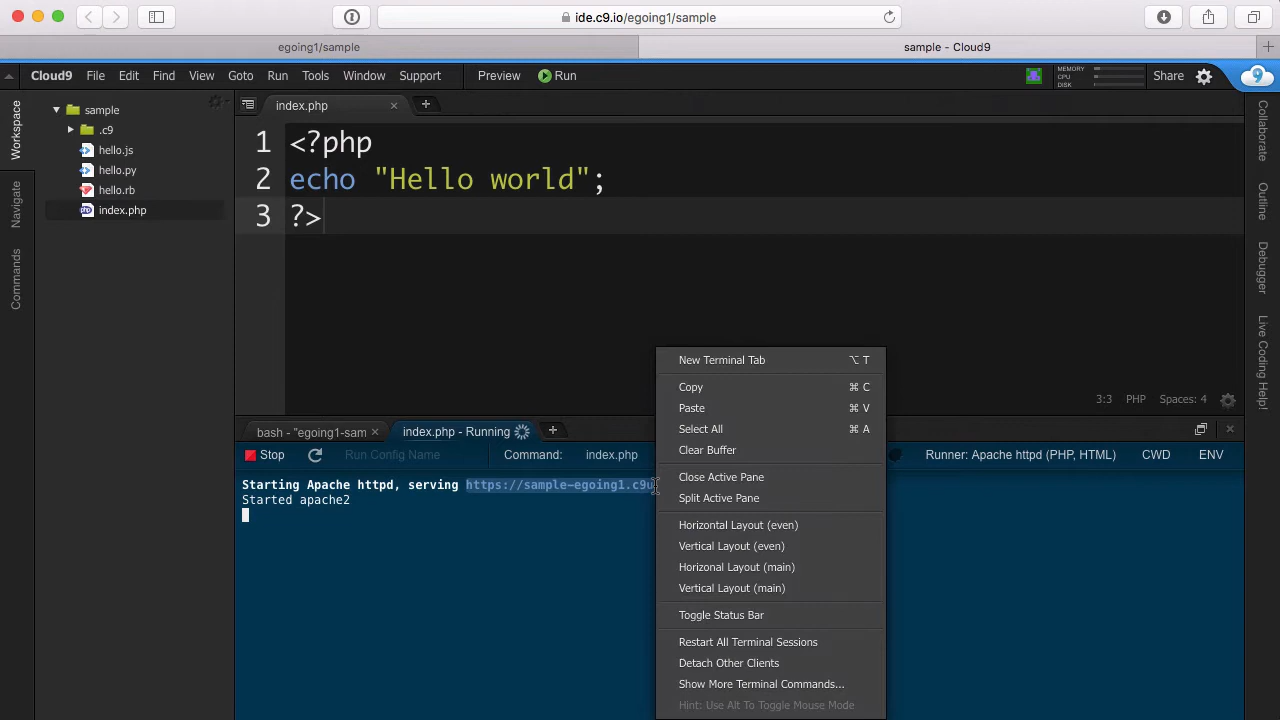 ide.c9.io/egoing1/sample
egoing1/sample
sample - Cloud9
Cloud9 File Edit Find View Goto Run Tools Window Support Preview Run MEMORY CPU DISK Share
Workspace
Navigate
Commands
sample
.c9
hello.js
hello.py
hello.rb
index.php
index.php
1 <?php
2 echo "Hello world";
3 ?>
3:3 PHP Spaces: 4
Collaborate
Outline
Debugger
Live Coding Help!
bash - "egoing1-sam
index.php - Running
Stop Run Config Name Command: index.php Runner: Apache httpd (PHP, HTML) CWD ENV
Starting Apache httpd, serving https://sample-egoing1.c9u
Started apache2
New Terminal Tab ⌥ T
Copy ⌘ C
Paste ⌘ V
Select All ⌘ A
Clear Buffer
Close Active Pane
Split Active Pane
Horizontal Layout (even)
Vertical Layout (even)
Horizonal Layout (main)
Vertical Layout (main)
Toggle Status Bar
Restart All Terminal Sessions
Detach Other Clients
Show More Terminal Commands...
Hint: Use Alt To Toggle Mouse Mode